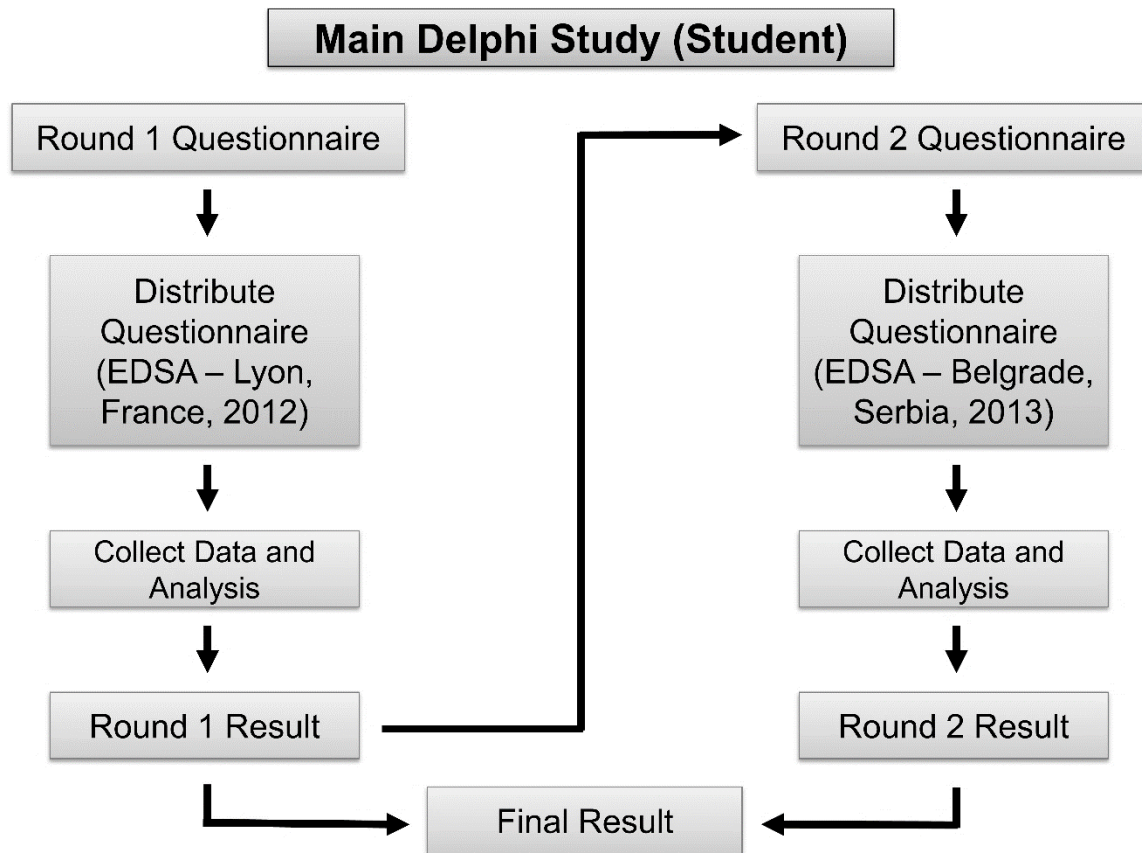 Main Delphi Study (Student)
Round 1 Questionnaire
Distribute
Questionnaire
(EDSA – Lyon,
France, 2012)
Collect Data and
Analysis
Round 1 Result
Round 2 Questionnaire
Distribute
Questionnaire
(EDSA – Belgrade,
Serbia, 2013)
Collect Data and
Analysis
Round 2 Result
Final Result